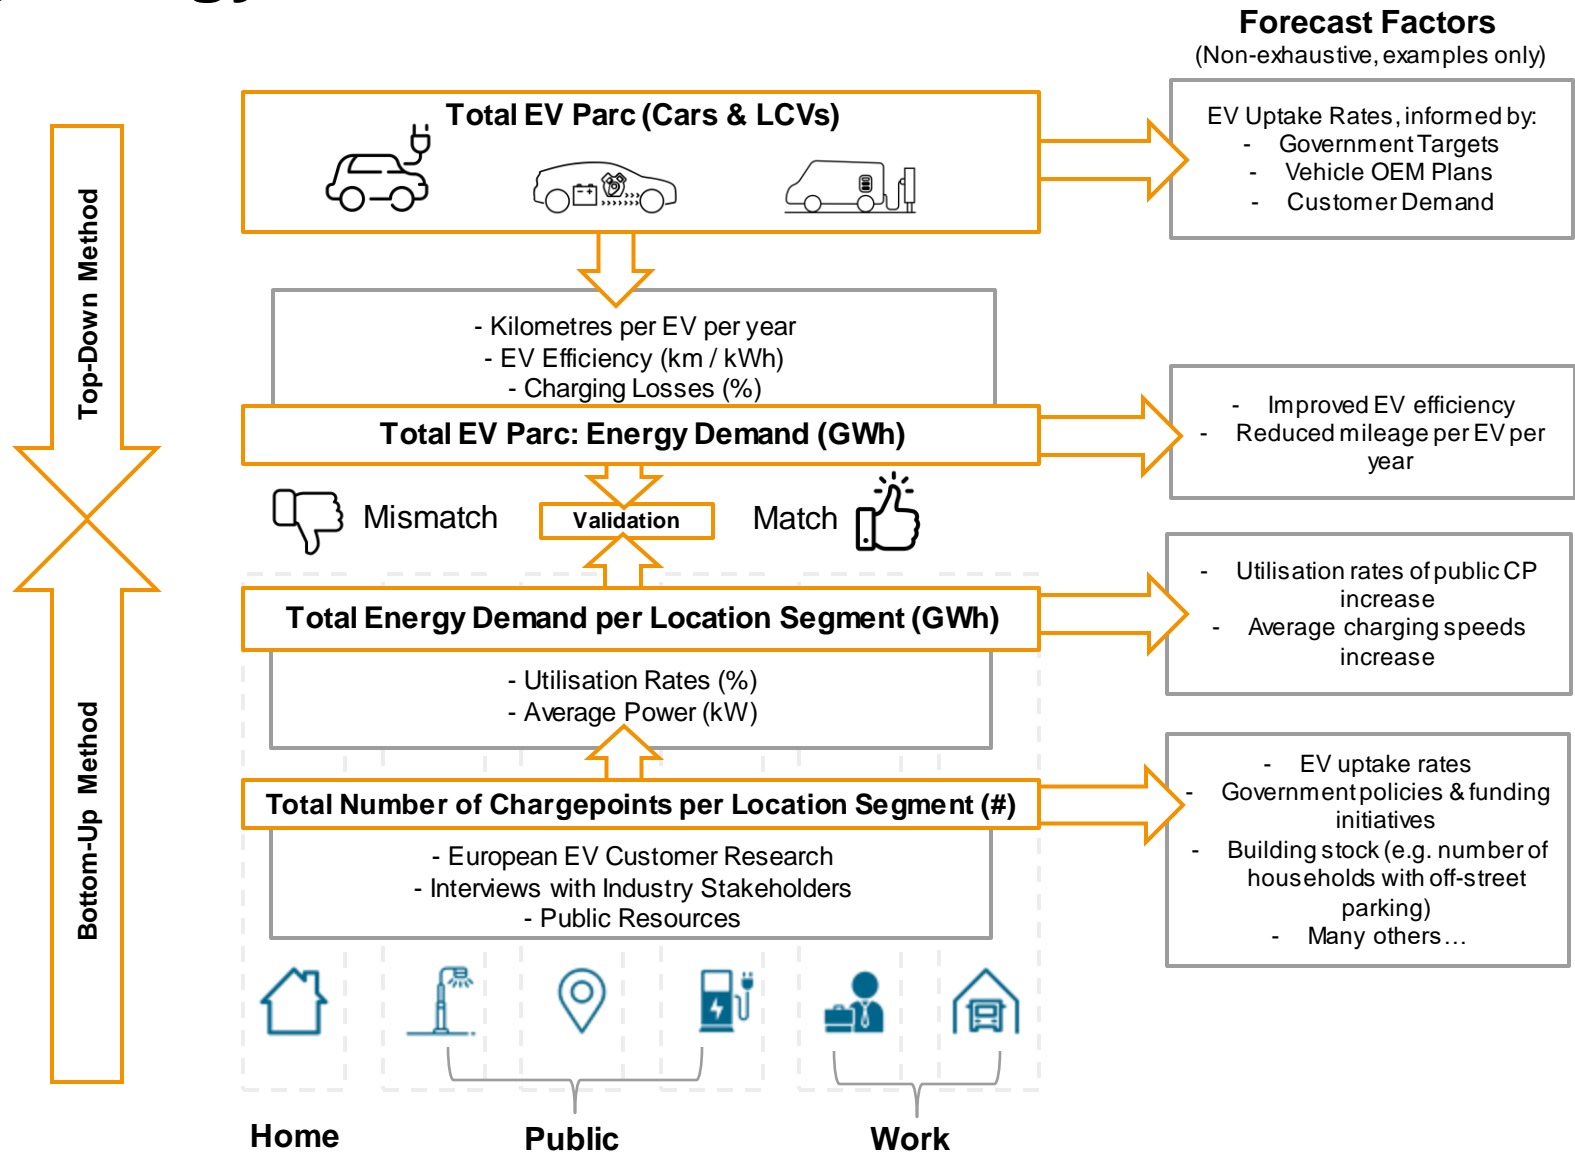 Forecast Factors
(Non-exhaustive, examples only)
Total EV Parc (Cars & LCVs)
EV Uptake Rates, informed by:
- Government Targets
- Vehicle OEM Plans
- Customer Demand
Top-Down Method
- Kilometres per EV per year
- EV Efficiency (km / kWh)
- Charging Losses (%)
Total EV Parc: Energy Demand (GWh)
- Improved EV efficiency
- Reduced mileage per EV per
year
Mismatch
Validation
Match
Total Energy Demand per Location Segment (GWh)
- Utilisation Rates (%)
- Average Power (kW)
- Utilisation rates of public CP
increase
- Average charging speeds
increase
Bottom-Up Method
Total Number of Chargepoints per Location Segment (#)
- European EV Customer Research
- Interviews with Industry Stakeholders
- Public Resources
- EV uptake rates
- Government policies & funding
initiatives
- Building stock (e.g. number of
households with off-street
parking)
- Many others…
Home
Public
Work